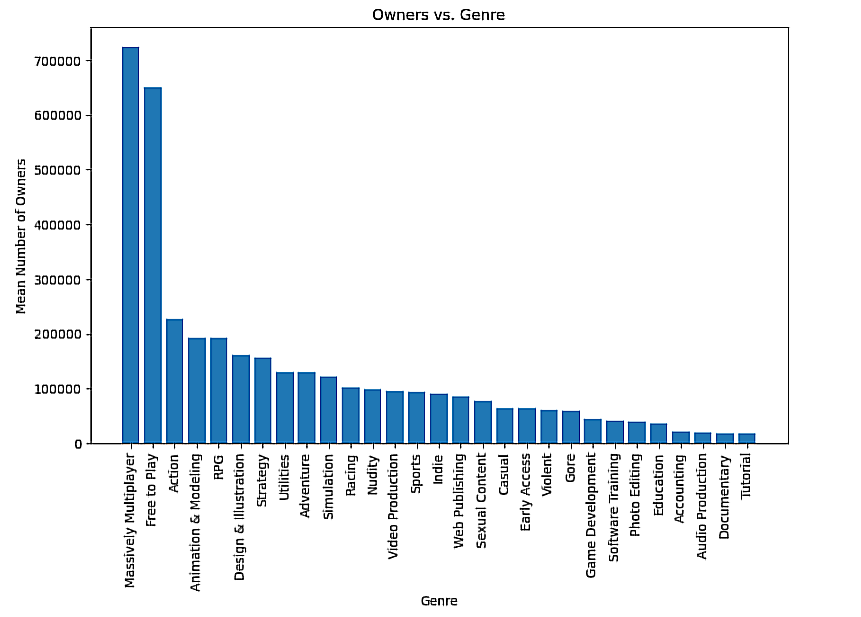 Owners vs. Genre
Mean Number of Owners
700000
600000
500000
400000
300000
200000
100000
0
Massively Multiplayer
Free to Play
Action
Animation & Modeling
RPG
Design & Illustration
Strategy
Utilities
Adventure
Simulation
Racing
Nudity
Video Production
Sports
Indie
Web Publishing
Sexual Content
Casual
Early Access
Violent
Gore
Game Development
Software Training
Photo Editing
Education
Accounting
Audio Production
Documentary
Tutorial
Genre